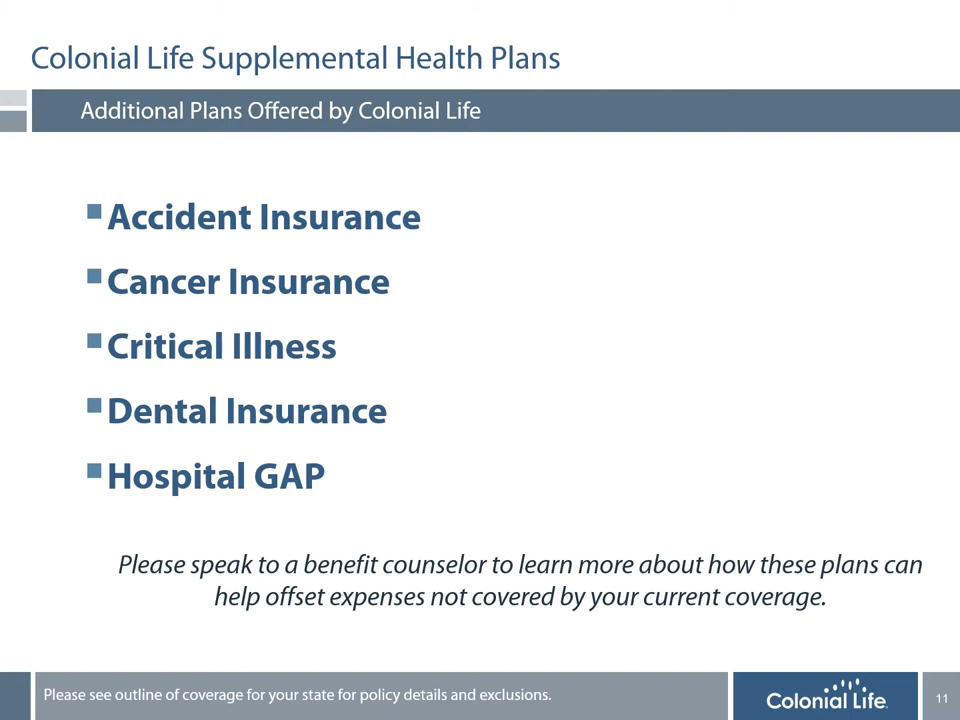 Colonial Life Supplemental Health Plans
Additional Plans Offered by Colonial Life
Accident Insurance
Cancer Insurance
Critical Illness
Dental Insurance
Hospital GAP
Please speak to a benefit counselor to learn more about how these plans can
help offset expenses not covered by your current coverage.
Please see outline of coverage for your state for policy details and exclusions.
Colonial Life.
11